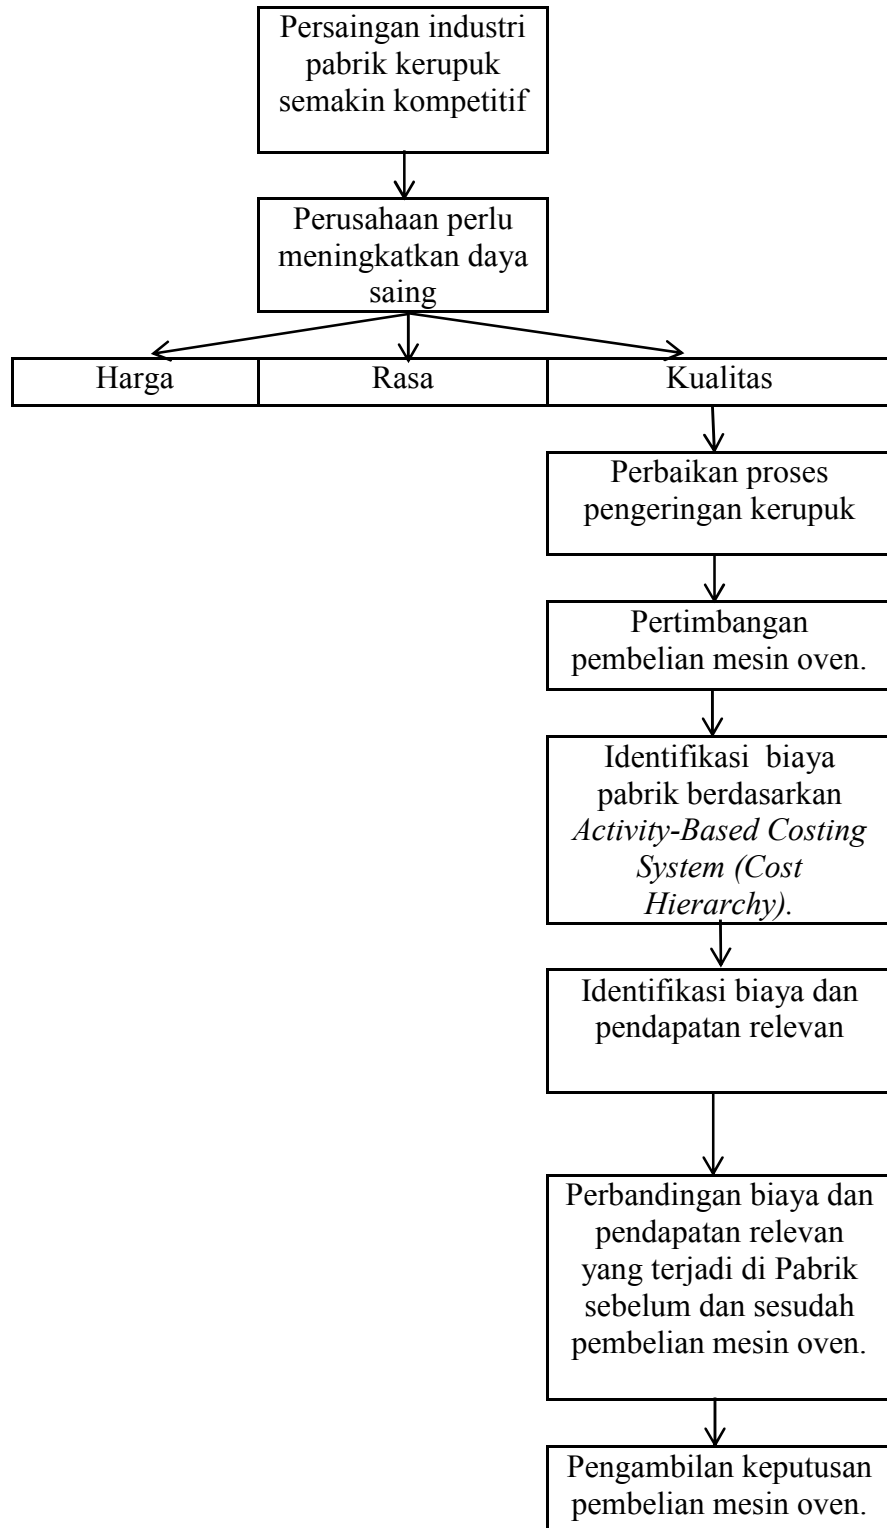 Persaingan industri
pabrik kerupuk
semakin kompetitif
Perusahaan perlu
meningkatkan daya
saing
Harga
Rasa
Kualitas
Perbaikan proses
pengeringan kerupuk
Pertimbangan
pembelian mesin oven.
Identifikasi biaya
pabrik berdasarkan
Activity-Based Costing
System (Cost
Hierarchy).
Identifikasi biaya dan
pendapatan relevan
Perbandingan biaya dan
pendapatan relevan
yang terjadi di Pabrik
sebelum dan sesudah
pembelian mesin oven.
Pengambilan keputusan
pembelian mesin oven.